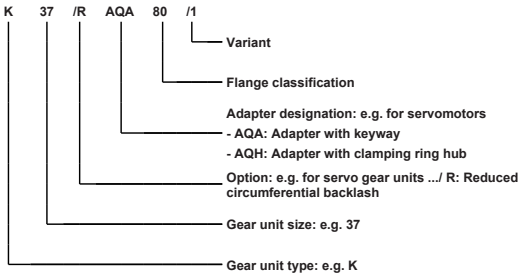 K 37 /R AQA 80 /1
Variant
Flange classification
Adapter designation: e.g. for servomotors
- AQA: Adapter with keyway
- AQH: Adapter with clamping ring hub
Option: e.g. for servo gear units .../ R: Reduced
circumferential backlash
Gear unit size: e.g. 37
Gear unit type: e.g. K